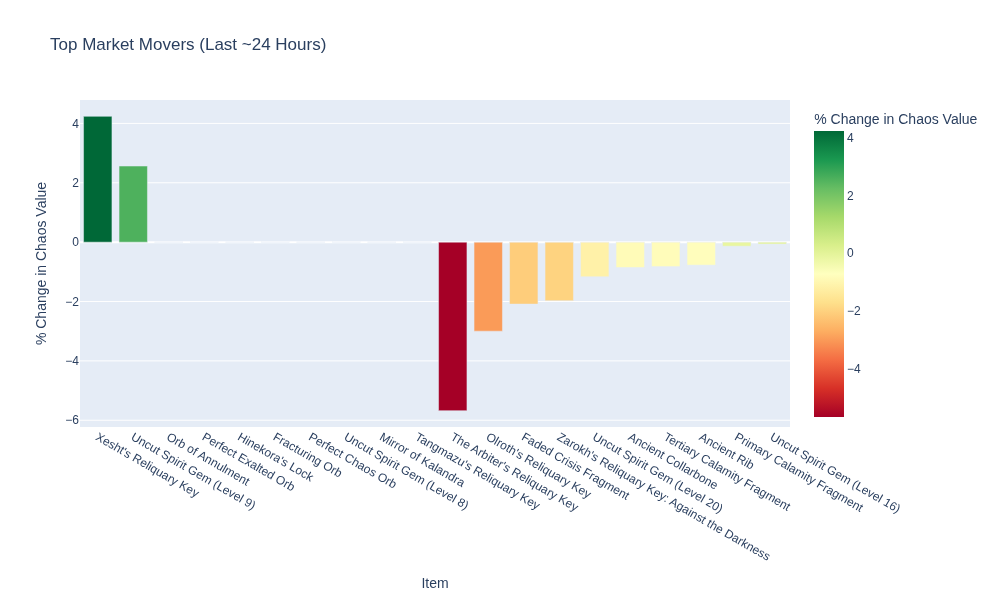 Top Market Movers (Last ~24 Hours)
% Change in Chaos Value
4
2
0
−2
−4
−6
Xesht's Reliquary Key
Uncut Spirit Gem (Level 9)
Orb of Annulment
Perfect Exalted Orb
Hinekora's Lock
Fracturing Orb
Perfect Chaos Orb
Uncut Spirit Gem (Level 8)
Mirror of Kalandra
Tangmazu's Reliquary Key
The Arbiter's Reliquary Key
Olroth's Reliquary Key
Faded Crisis Fragment
Zarokh's Reliquary Key: Against the Darkness
Uncut Spirit Gem (Level 20)
Ancient Collarbone
Tertiary Calamity Fragment
Ancient Rib
Primary Calamity Fragment
Uncut Spirit Gem (Level 16)
Item
% Change in Chaos Value
4
2
0
−2
−4